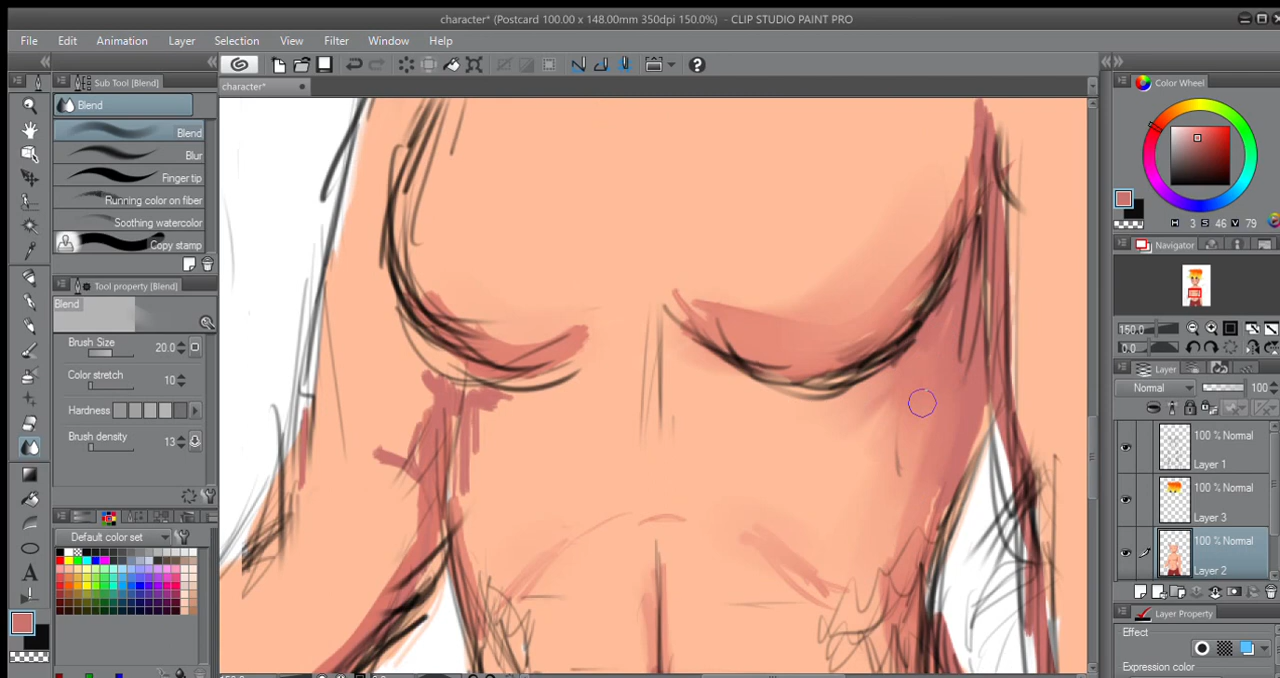 character* (Postcard 100.00 x 148.00mm 350dpi 150.0%) - CLIP STUDIO PAINT PRO
File Edit Animation Layer Selection View Filter Window Help
Sub Tool [Blend]
character*
Color Wheel
Blend
Blend
Blur
Finger tip
Running color on fiber
Soothing watercolor
Copy stamp
H 3 S 46 V 79
Navigator
Tool property [Blend]
Blend
Brush Size 20.0
Color stretch 10
Hardness
Brush density 13
150.0
0.0
Layer
Normal 100
100 % Normal
Layer 1
100 % Normal
Layer 3
100 % Normal
Layer 2
Default color set
A
Layer Property
Effect
Expression color